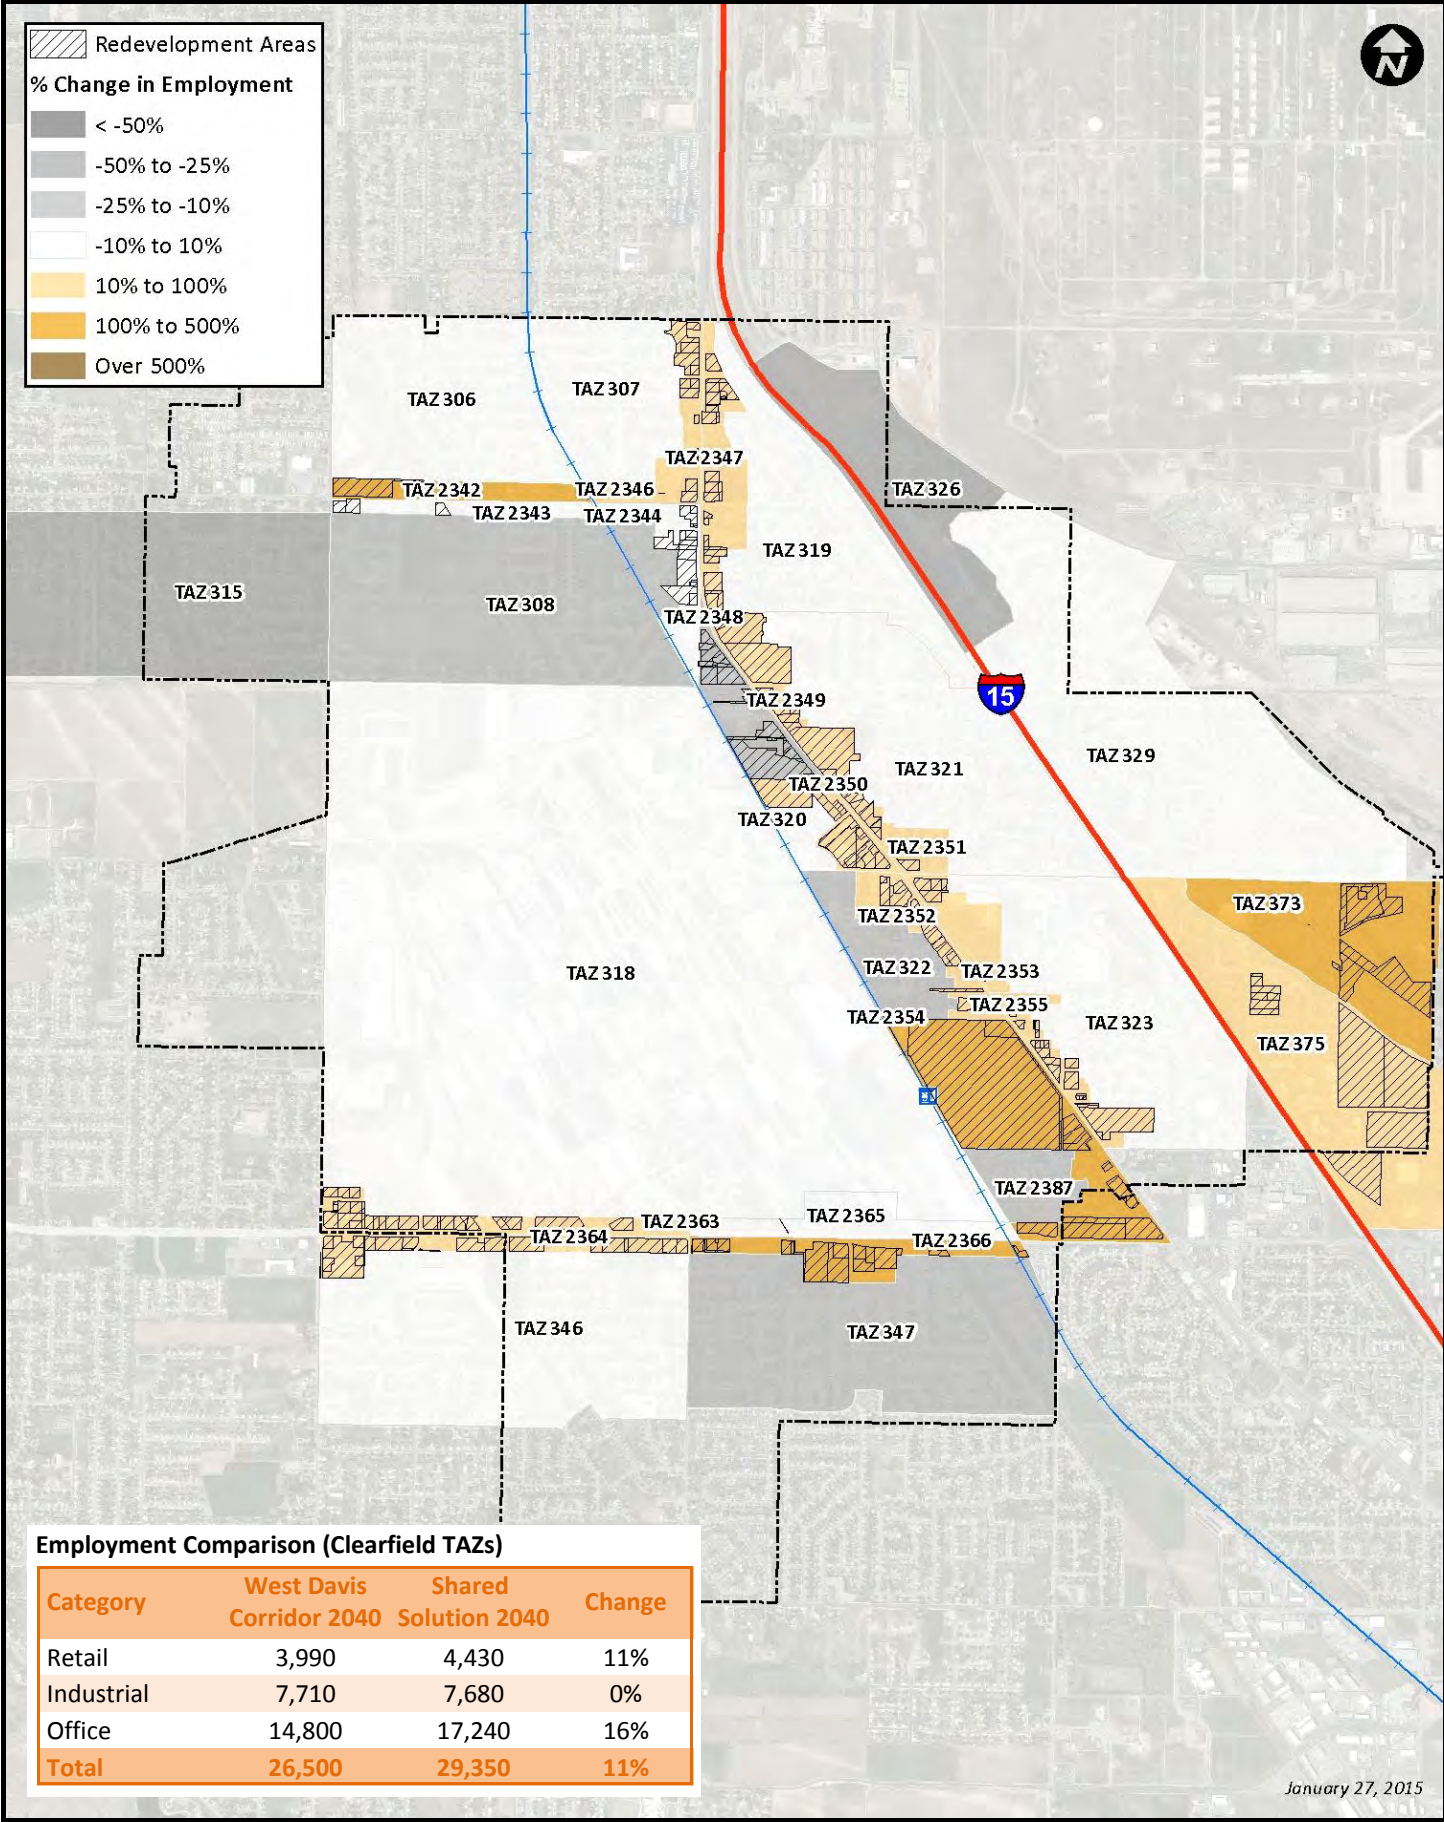 Redevelopment Areas
% Change in Employment
< -50%
-50% to -25%
-25% to -10%
-10% to 10%
10% to 100%
100% to 500%
Over 500%
N
TAZ 306
TAZ 307
TAZ 2347
TAZ 2342
TAZ 2346
TAZ 326
TAZ 2343
TAZ 2344
TAZ 319
TAZ 315
TAZ 308
TAZ 2348
15
TAZ 2349
TAZ 329
TAZ 321
TAZ 2350
TAZ 320
TAZ 2351
TAZ 373
TAZ 2352
TAZ 318
TAZ 322
TAZ 2353
TAZ 2355
TAZ 2354
TAZ 323
TAZ 375
TAZ 2387
TAZ 2363
TAZ 2365
TAZ 2364
TAZ 2366
TAZ 346
TAZ 347
Employment Comparison (Clearfield TAZs)
Category West Davis Corridor 2040 Shared Solution 2040 Change
Retail 3,990 4,430 11%
Industrial 7,710 7,680 0%
Office 14,800 17,240 16%
Total 26,500 29,350 11%
January 27, 2015